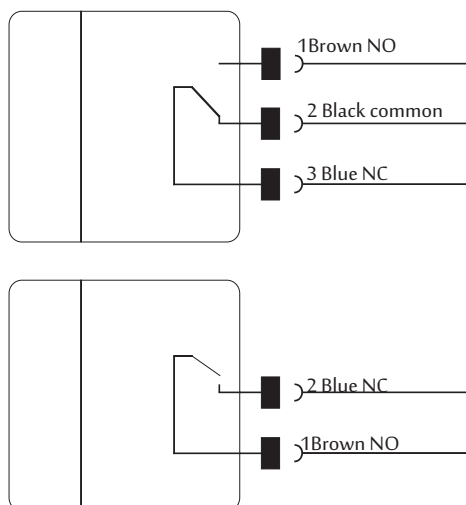 1Brown NO
2 Black common
3 Blue NC
2 Blue NC
1Brown NO